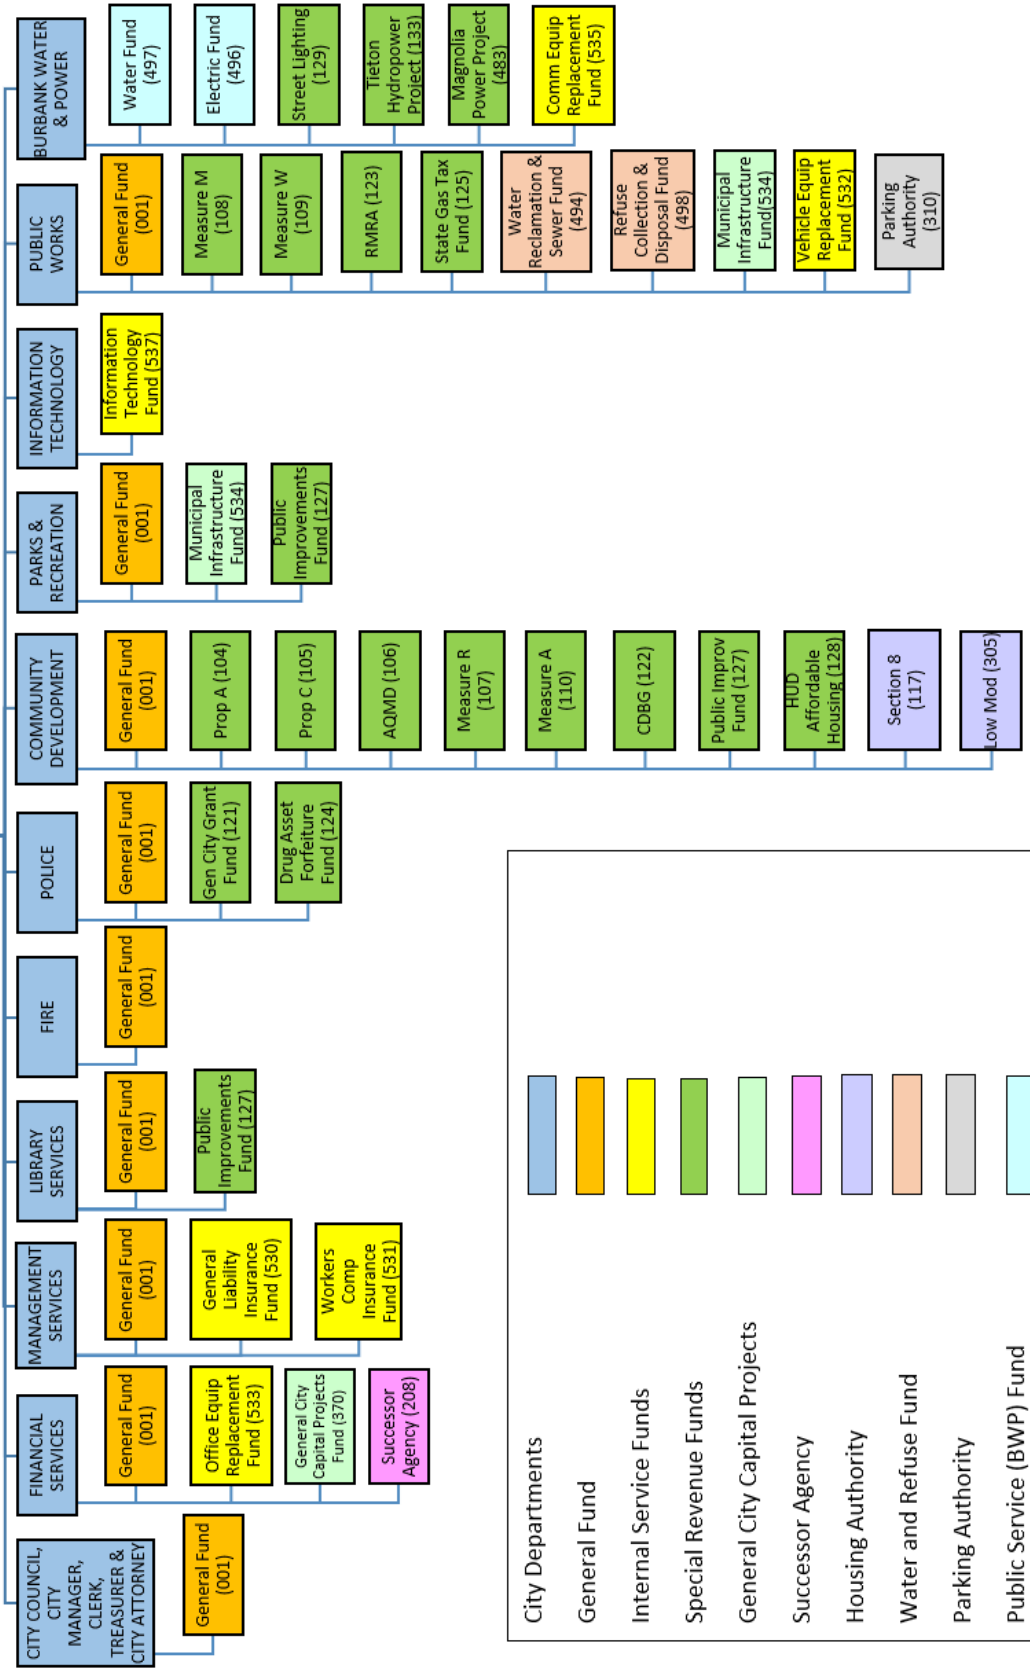 CITY COUNCIL,
CITY
MANAGER,
CLERK,
TREASURER &
CITY ATTORNEY
General Fund
(001)
FINANCIAL
SERVICES
General Fund
(001)
Office Equip
Replacement
Fund (533)
General City
Capital Projects
Fund (370)
Successor
Agency (208)
MANAGEMENT
SERVICES
General Fund
(001)
General
Liability
Insurance
Fund (530)
Workers
Comp
Insurance
Fund (531)
LIBRARY
SERVICES
General Fund
(001)
Public
Improvements
Fund (127)
FIRE
General Fund
(001)
POLICE
General Fund
(001)
Gen City Grant
Fund (121)
Drug Asset
Forfeiture
Fund (124)
COMMUNITY
DEVELOPMENT
General Fund
(001)
Prop A (104)
Prop C (105)
AQMD (106)
Measure R
(107)
Measure A
(110)
CDBG (122)
Public Improv
Fund (127)
HUD
Affordable
Housing (128)
Section 8
(117)
Low Mod (305)
PARKS &
RECREATION
General Fund
(001)
Municipal
Infrastructure
Fund (534)
Public
Improvements
Fund (127)
INFORMATION
TECHNOLOGY
Information
Technology
Fund (537)
PUBLIC
WORKS
General Fund
(001)
Measure M
(108)
Measure W
(109)
RMRA (123)
State Gas Tax
Fund (125)
Water
Reclamation &
Sewer Fund
(494)
Refuse
Collection &
Disposal Fund
(498)
Municipal
Infrastructure
Fund(534)
Vehicle Equip
Replacement
Fund (532)
Parking
Authority
(310)
BURBANK WATER
& POWER
Water Fund
(497)
Electric Fund
(496)
Street Lighting
(129)
Tieton
Hydropower
Project (133)
Magnolia
Power Project
(483)
Comm Equip
Replacement
Fund (535)
City Departments
General Fund
Internal Service Funds
Special Revenue Funds
General City Capital Projects
Successor Agency
Housing Authority
Water and Refuse Fund
Parking Authority
Public Service (BWP) Fund